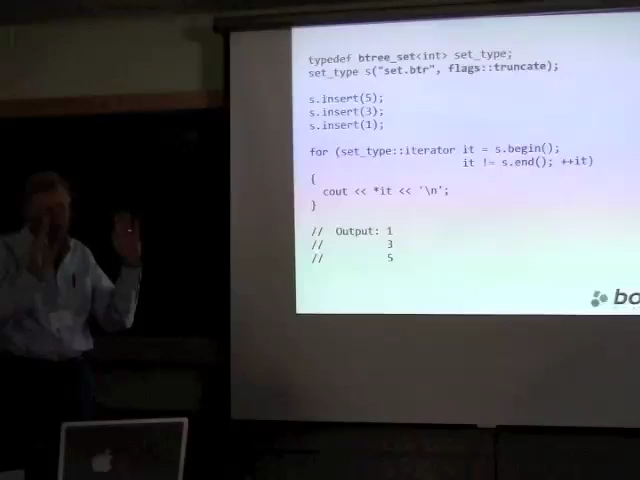 typedef btree_set<int> set_type;
set_type s("set.btr", flags::truncate);
s.insert(5);
s.insert(3);
s.insert(1);
for (set_type::iterator it = s.begin();
it != s.end(); ++it)
{
cout << *it << '\n';
}
// Output: 1
// 3
// 5
bo